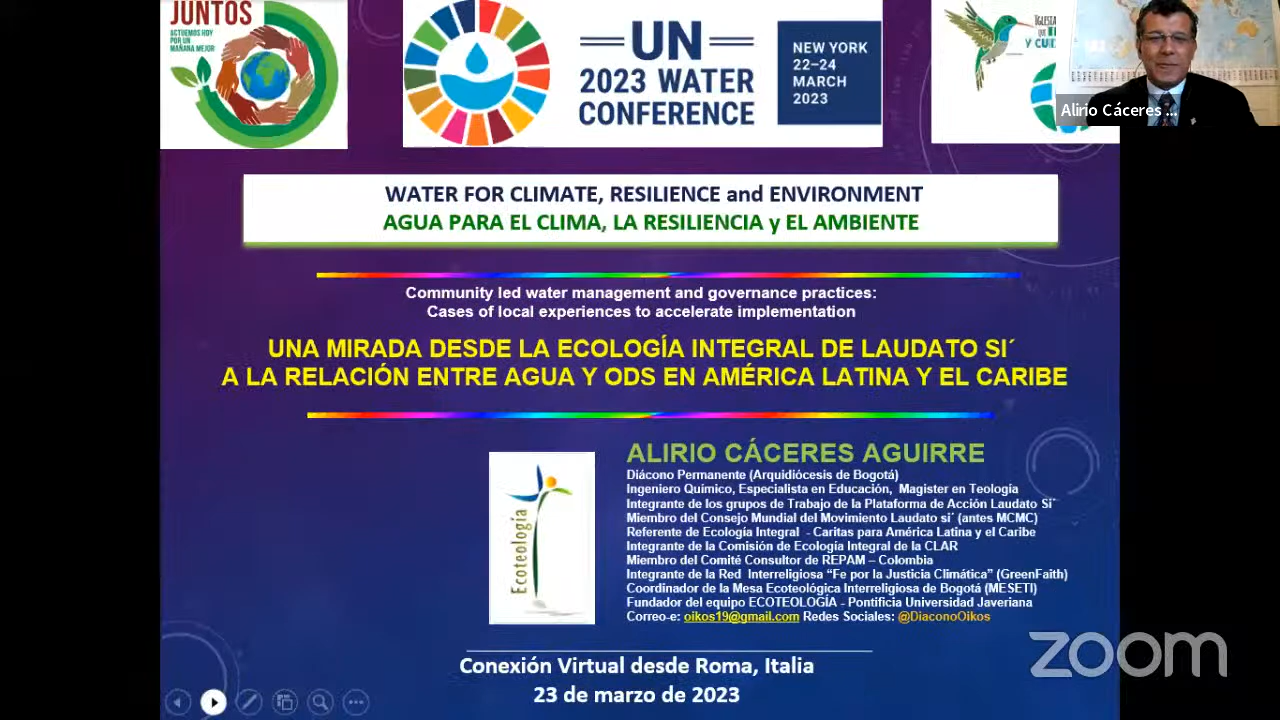 JUNTOS
ACTUEMOS HOY
POR UN
MAÑANA MEJOR
UN
2023 WATER
CONFERENCE
NEW YORK
22–24
MARCH
2023
IGLESIA
Y
Alirio Cáceres ...
WATER FOR CLIMATE, RESILIENCE and ENVIRONMENT
AGUA PARA EL CLIMA, LA RESILIENCIA y EL AMBIENTE
Community led water management and governance practices:
Cases of local experiences to accelerate implementation
UNA MIRADA DESDE LA ECOLOGÍA INTEGRAL DE LAUDATO SI´
A LA RELACIÓN ENTRE AGUA Y ODS EN AMÉRICA LATINA Y EL CARIBE
Ecoteología
ALIRIO CÁCERES AGUIRRE
Diácono Permanente (Arquidiócesis de Bogotá)
Ingeniero Químico, Especialista en Educación, Magister en Teología
Integrante de los grupos de Trabajo de la Plataforma de Acción Laudato Si´
Miembro del Consejo Mundial del Movimiento Laudato si´ (antes MCMC)
Referente de Ecología Integral - Caritas para América Latina y el Caribe
Integrante de la Comisión de Ecología Integral de la CLAR
Miembro del Comité Consultor de REPAM – Colombia
Integrante de la Red Interreligiosa “Fe por la Justicia Climática” (GreenFaith)
Coordinador de la Mesa Ecoteológica Interreligiosa de Bogotá (MESETI)
Fundador del equipo ECOTEOLOGÍA - Pontificia Universidad Javeriana
Correo-e: oikos19@gmail.com Redes Sociales: @DiaconoOikos
Conexión Virtual desde Roma, Italia
23 de marzo de 2023
zoom